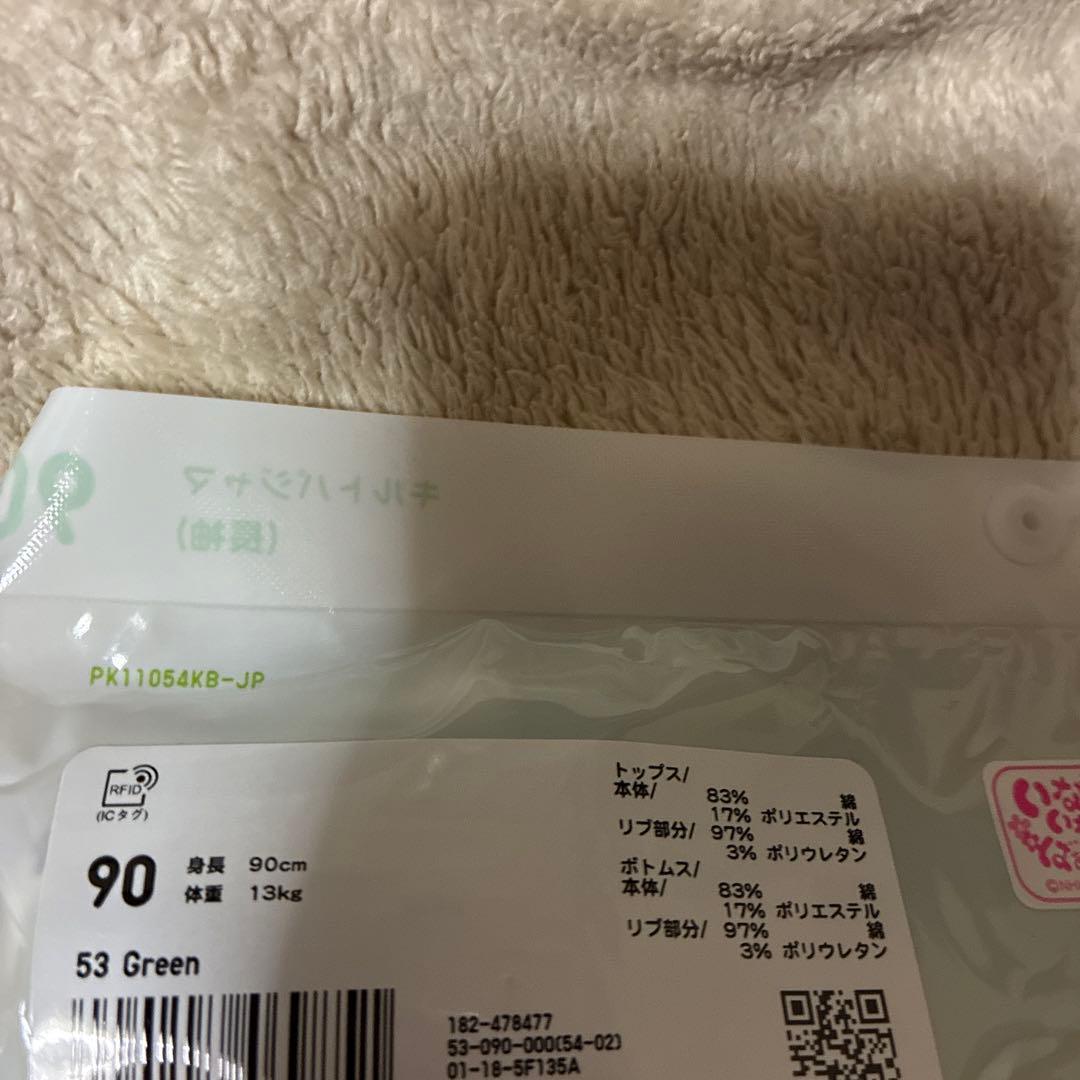 90
キルトパジャマ
(長袖)
PK11054KB-JP
RFID
(ICタグ)
90
身長 90cm
体重 13kg
53 Green
トップス/
本体/ 83% 綿
17% ポリエステル
リブ部分/ 97% 綿
3% ポリウレタン
ボトムス/
本体/ 83% 綿
17% ポリエステル
リブ部分/ 97% 綿
3% ポリウレタン
182-478477
53-090-000(54-02)
01-18-5F135A
©NH